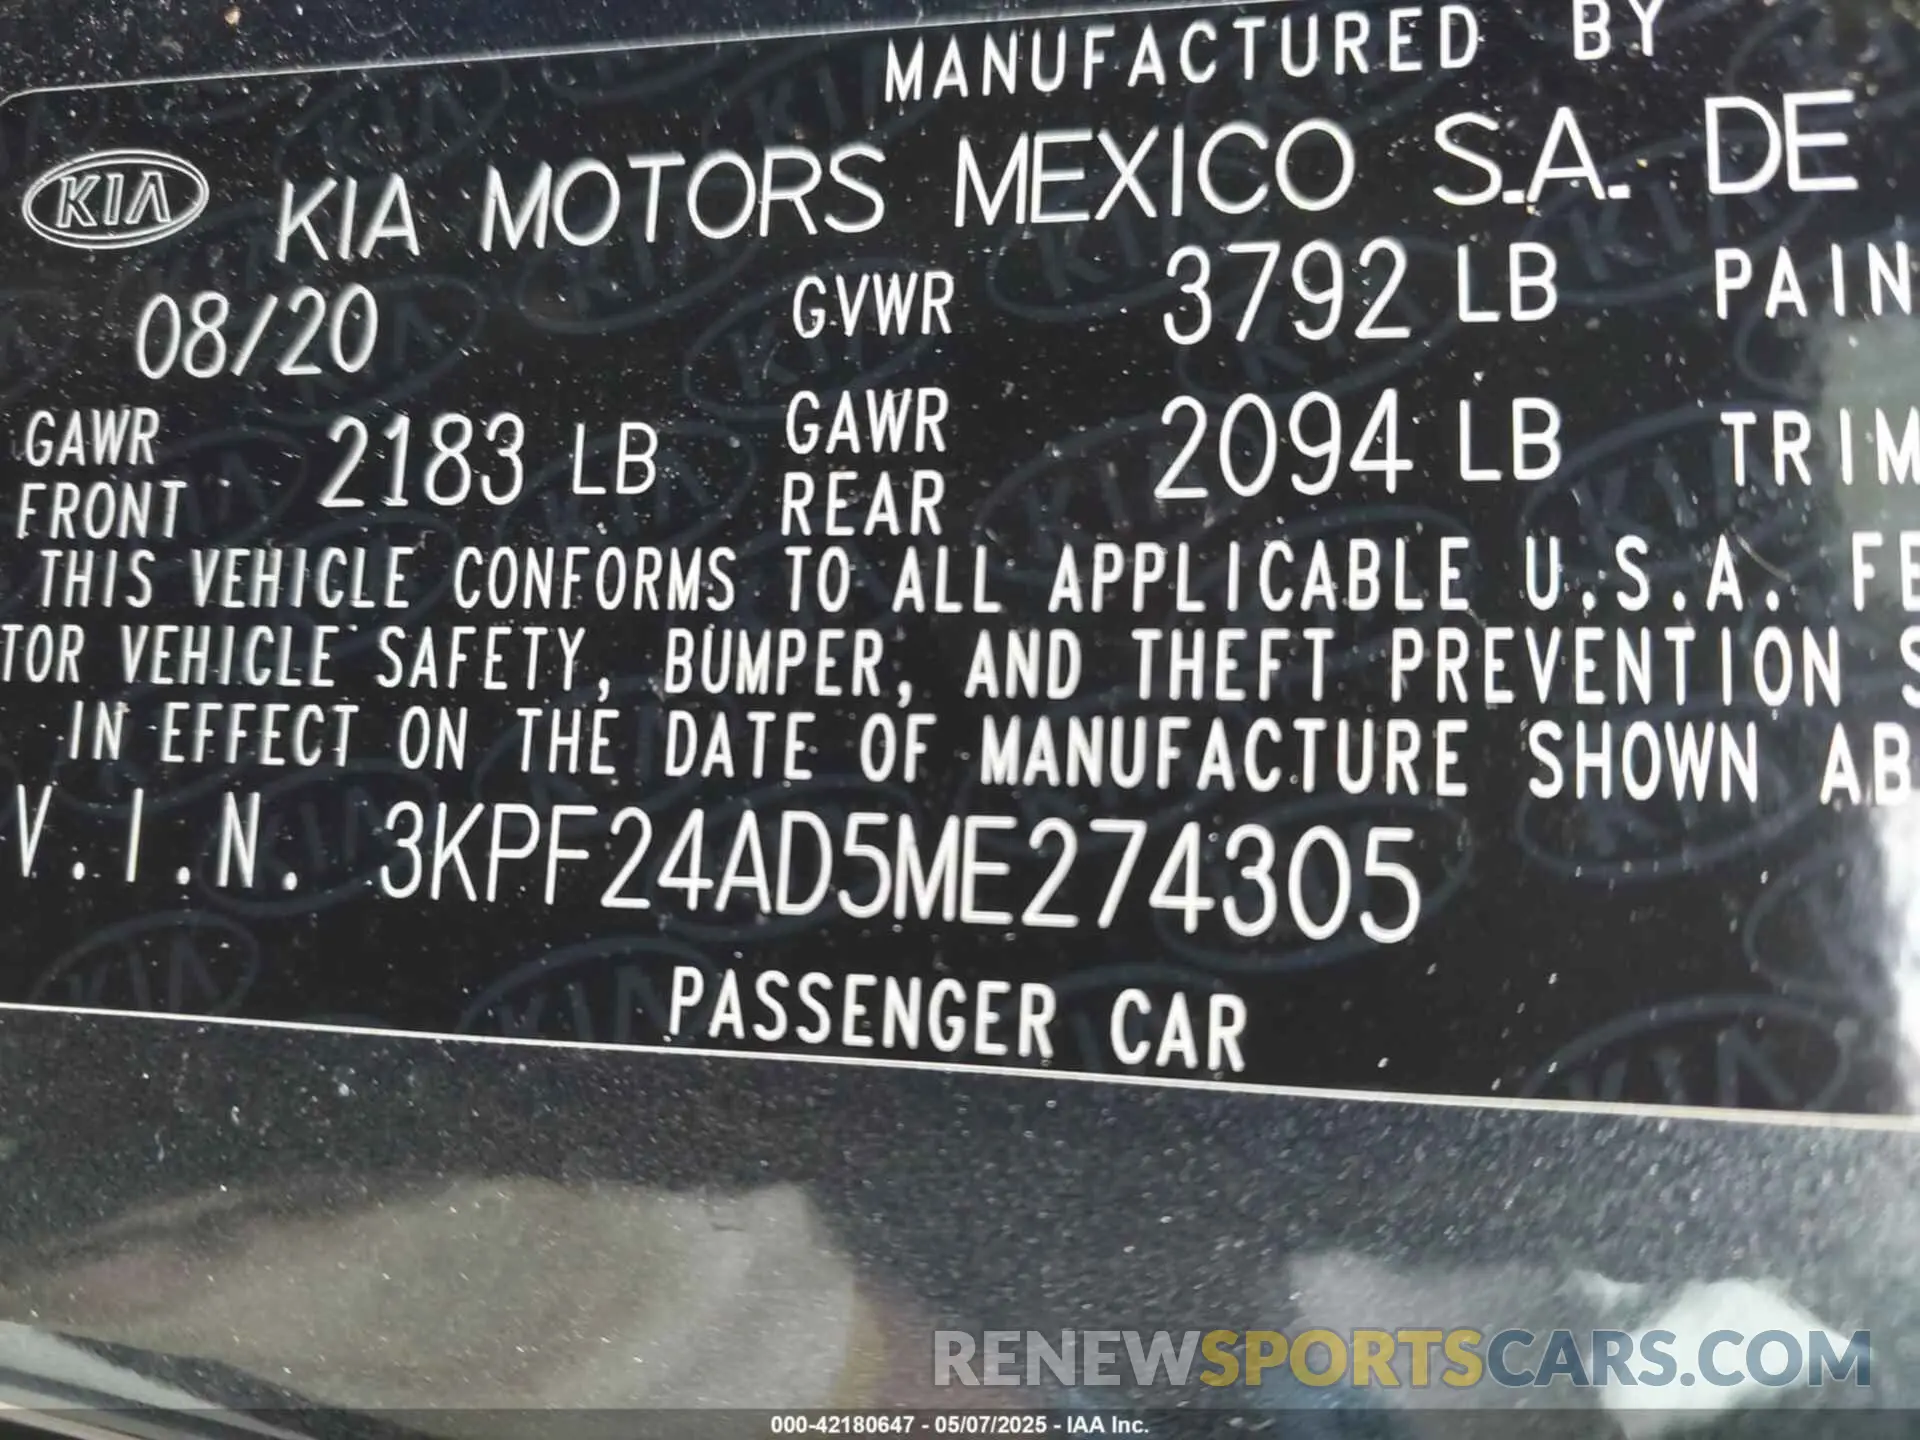 MANUFACTURED BY
KIA KIA MOTORS MEXICO S.A. DE
08/20 GVWR 3792 LB PAIN
GAWR FRONT 2183 LB GAWR REAR 2094 LB TRIM
THIS VEHICLE CONFORMS TO ALL APPLICABLE U.S.A. FE
TOR VEHICLE SAFETY, BUMPER, AND THEFT PREVENTION S
IN EFFECT ON THE DATE OF MANUFACTURE SHOWN AB
V.I.N. 3KPF24AD5ME274305
PASSENGER CAR
RENEWSPORTSCARS.COM
000-42180647 - 05/07/2025 - IAA Inc.